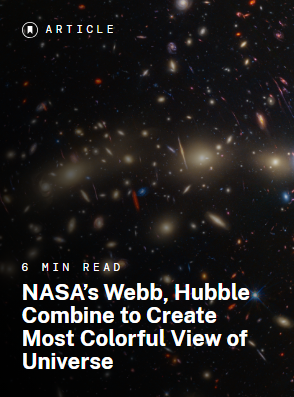 ARTICLE
6 MIN READ
NASA's Webb, Hubble
Combine to Create
Most Colorful View of
Universe